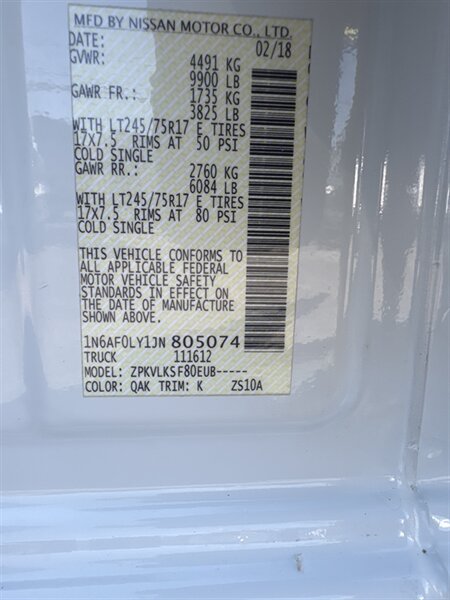 MFD BY NISSAN MOTOR CO., LTD.
DATE: 02/18
GVWR: 4491 KG
9900 LB
GAWR FR.: 1735 KG
3825 LB
WITH LT245/75R17 E TIRES
17X7.5 RIMS AT 50 PSI
COLD SINGLE
GAWR RR.: 2760 KG
6084 LB
WITH LT245/75R17 E TIRES
17X7.5 RIMS AT 80 PSI
COLD SINGLE
THIS VEHICLE CONFORMS TO
ALL APPLICABLE FEDERAL
MOTOR VEHICLE SAFETY
STANDARDS IN EFFECT ON
THE DATE OF MANUFACTURE
SHOWN ABOVE.
1N6AF0LY1JN 805074
TRUCK 111612
MODEL: ZPKVLKSF80EUB-----
COLOR: QAK TRIM: K ZS10A